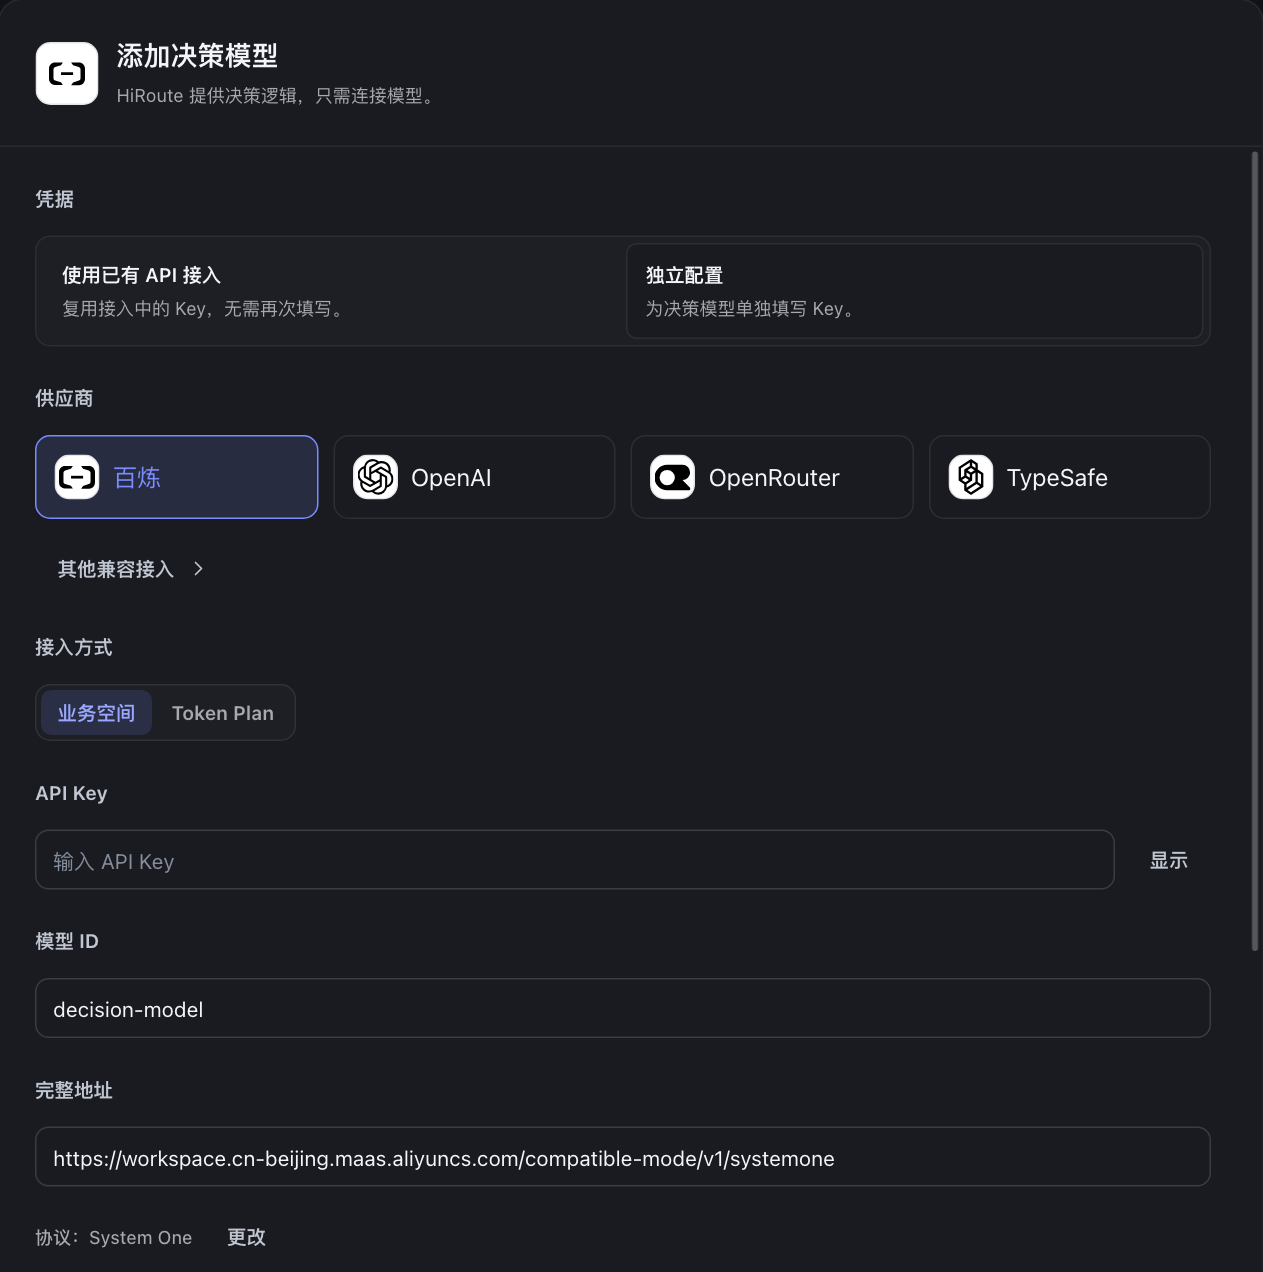 添加决策模型
HiRoute 提供决策逻辑，只需连接模型。
凭据
使用已有 API 接入
复用接入中的 Key，无需再次填写。
独立配置
为决策模型单独填写 Key。
供应商
百炼
OpenAI
OpenRouter
TypeSafe
其他兼容接入
接入方式
业务空间
Token Plan
API Key
输入 API Key
显示
模型 ID
decision-model
完整地址
https://workspace.cn-beijing.maas.aliyuncs.com/compatible-mode/v1/systemone
协议：System One
更改